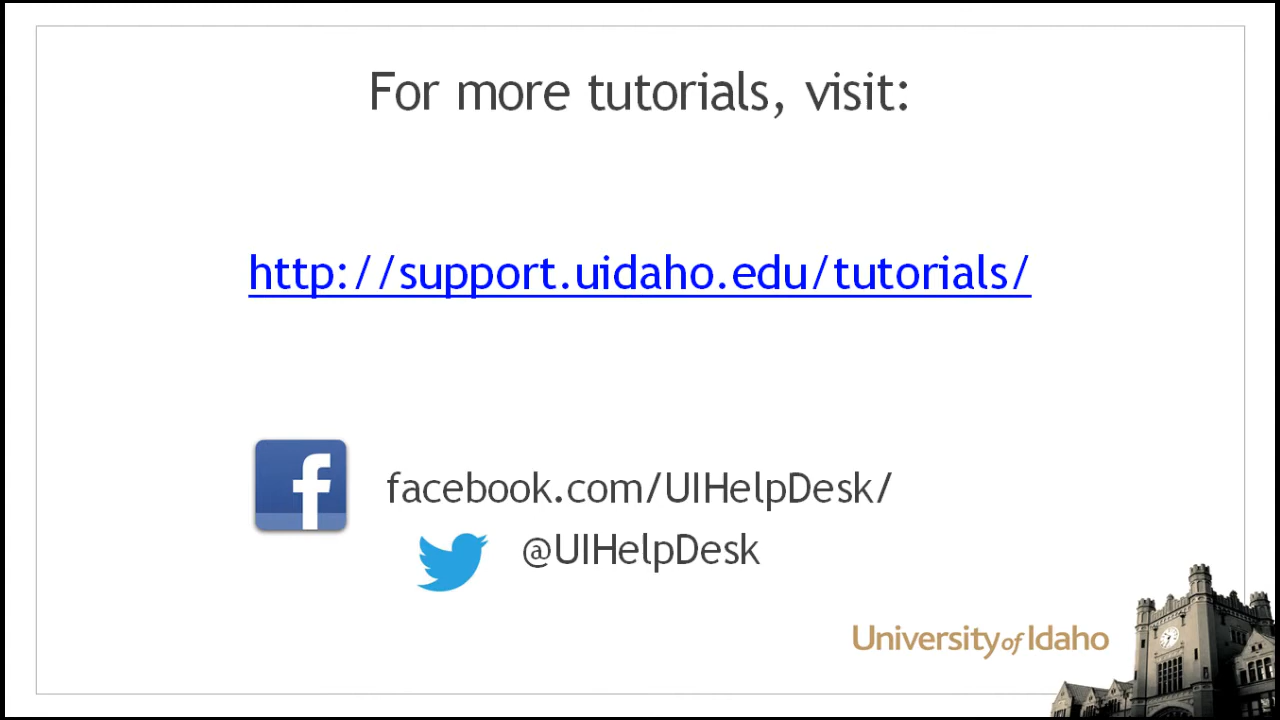 For more tutorials, visit:
http://support.uidaho.edu/tutorials/
facebook.com/UIHelpDesk/
@UIHelpDesk
University of Idaho